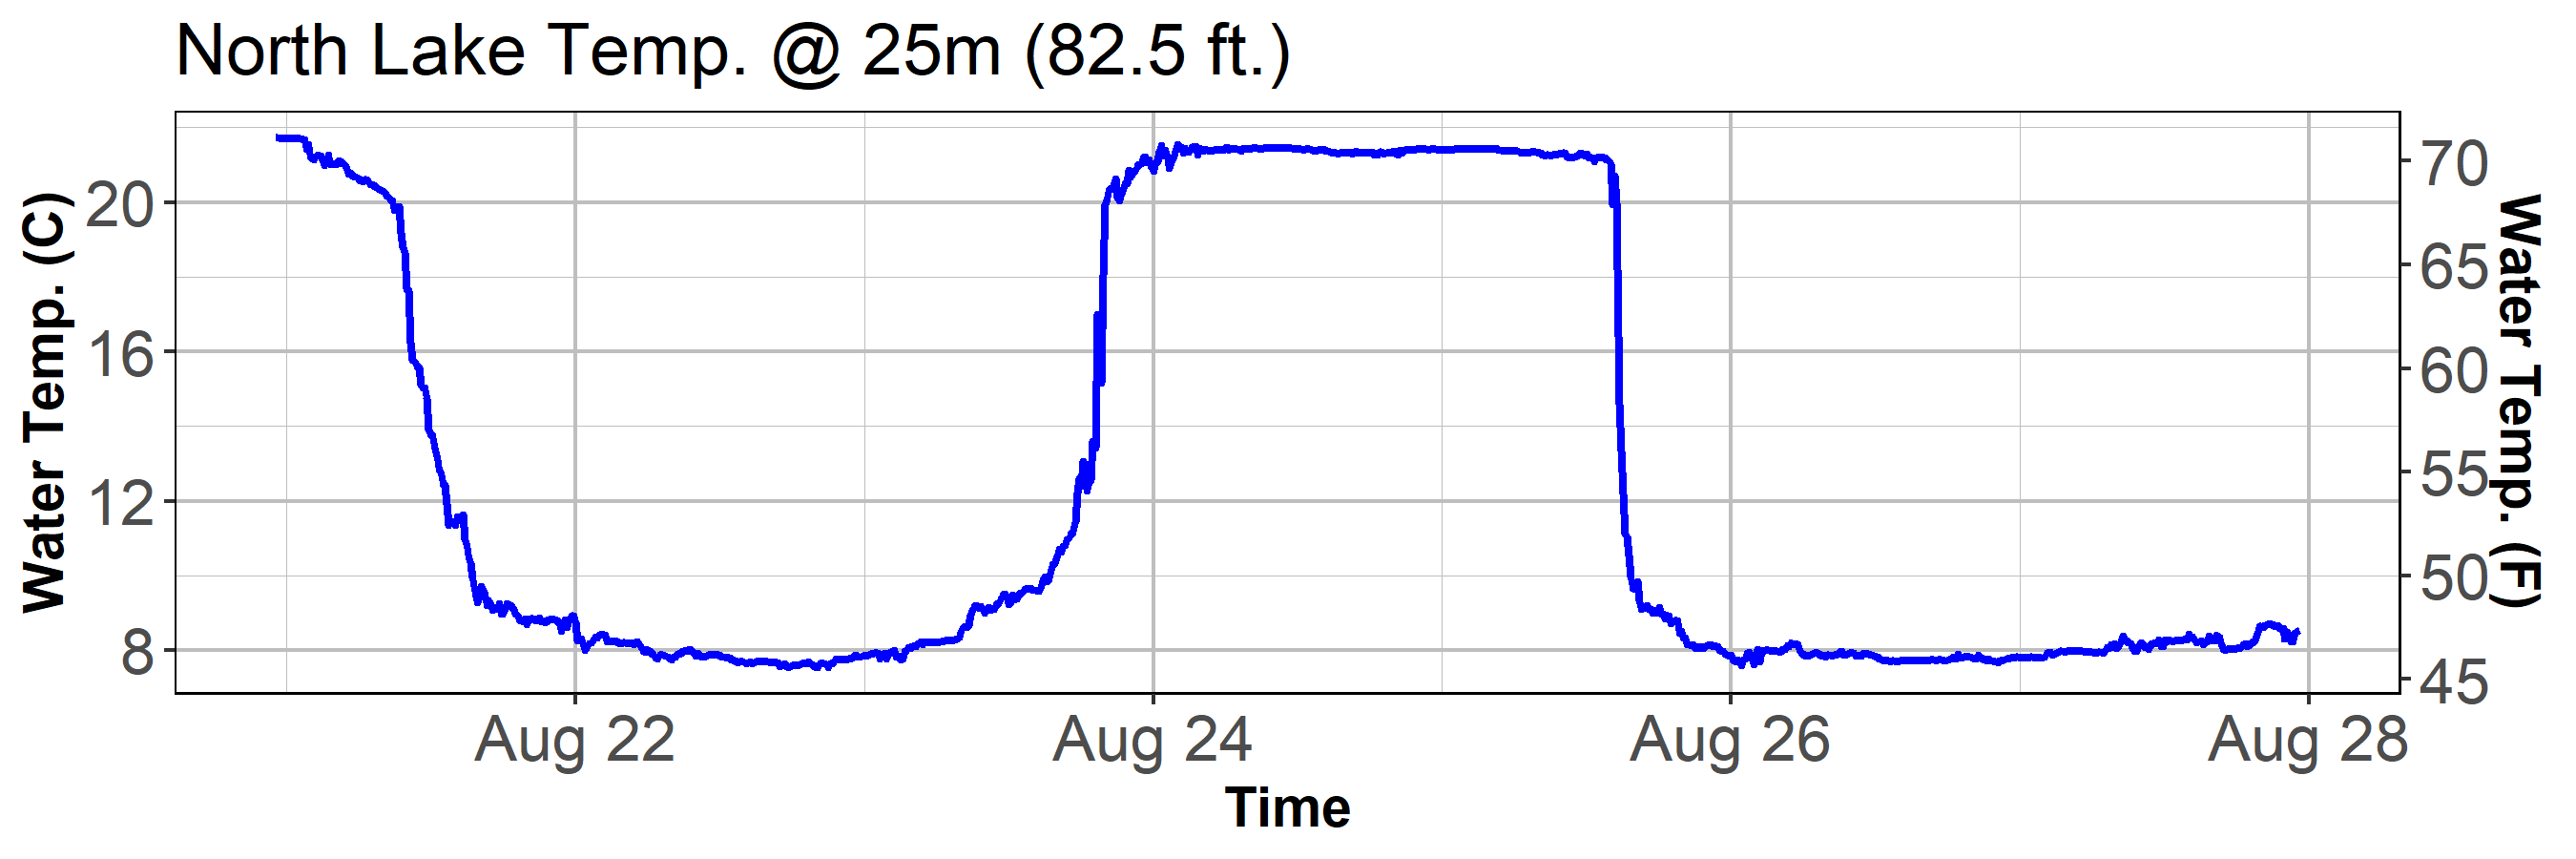 North Lake Temp. @ 25m (82.5 ft.)
Water Temp. (C)
20
16
12
8
70
65
60
55
50
45
Water Temp. (F)
Aug 22 Aug 24 Aug 26 Aug 28
Time